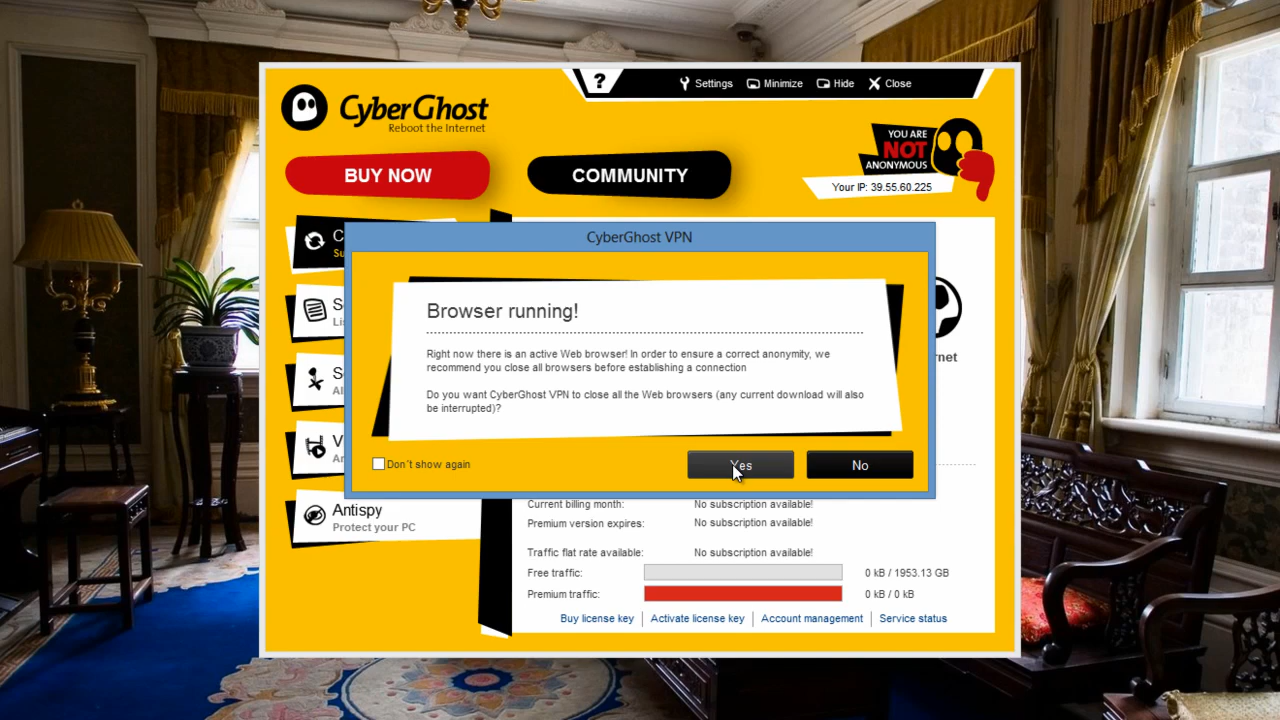 ?
Settings
Minimize
Hide
Close
CyberGhost
Reboot the Internet
YOU ARE
NOT
ANONYMOUS
Your IP: 39.55.60.225
BUY NOW
COMMUNITY
CyberGhost VPN
Browser running!
Right now there is an active Web browser! In order to ensure a correct anonymity, we
recommend you close all browsers before establishing a connection
Do you want CyberGhost VPN to close all the Web browsers (any current download will also
be interrupted)?
Don't show again
Yes
No
Antispy
Protect your PC
Current billing month: No subscription available!
Premium version expires: No subscription available!
Traffic flat rate available: No subscription available!
Free traffic: 0 kB / 1953.13 GB
Premium traffic: 0 kB / 0 kB
Buy license key
Activate license key
Account management
Service status